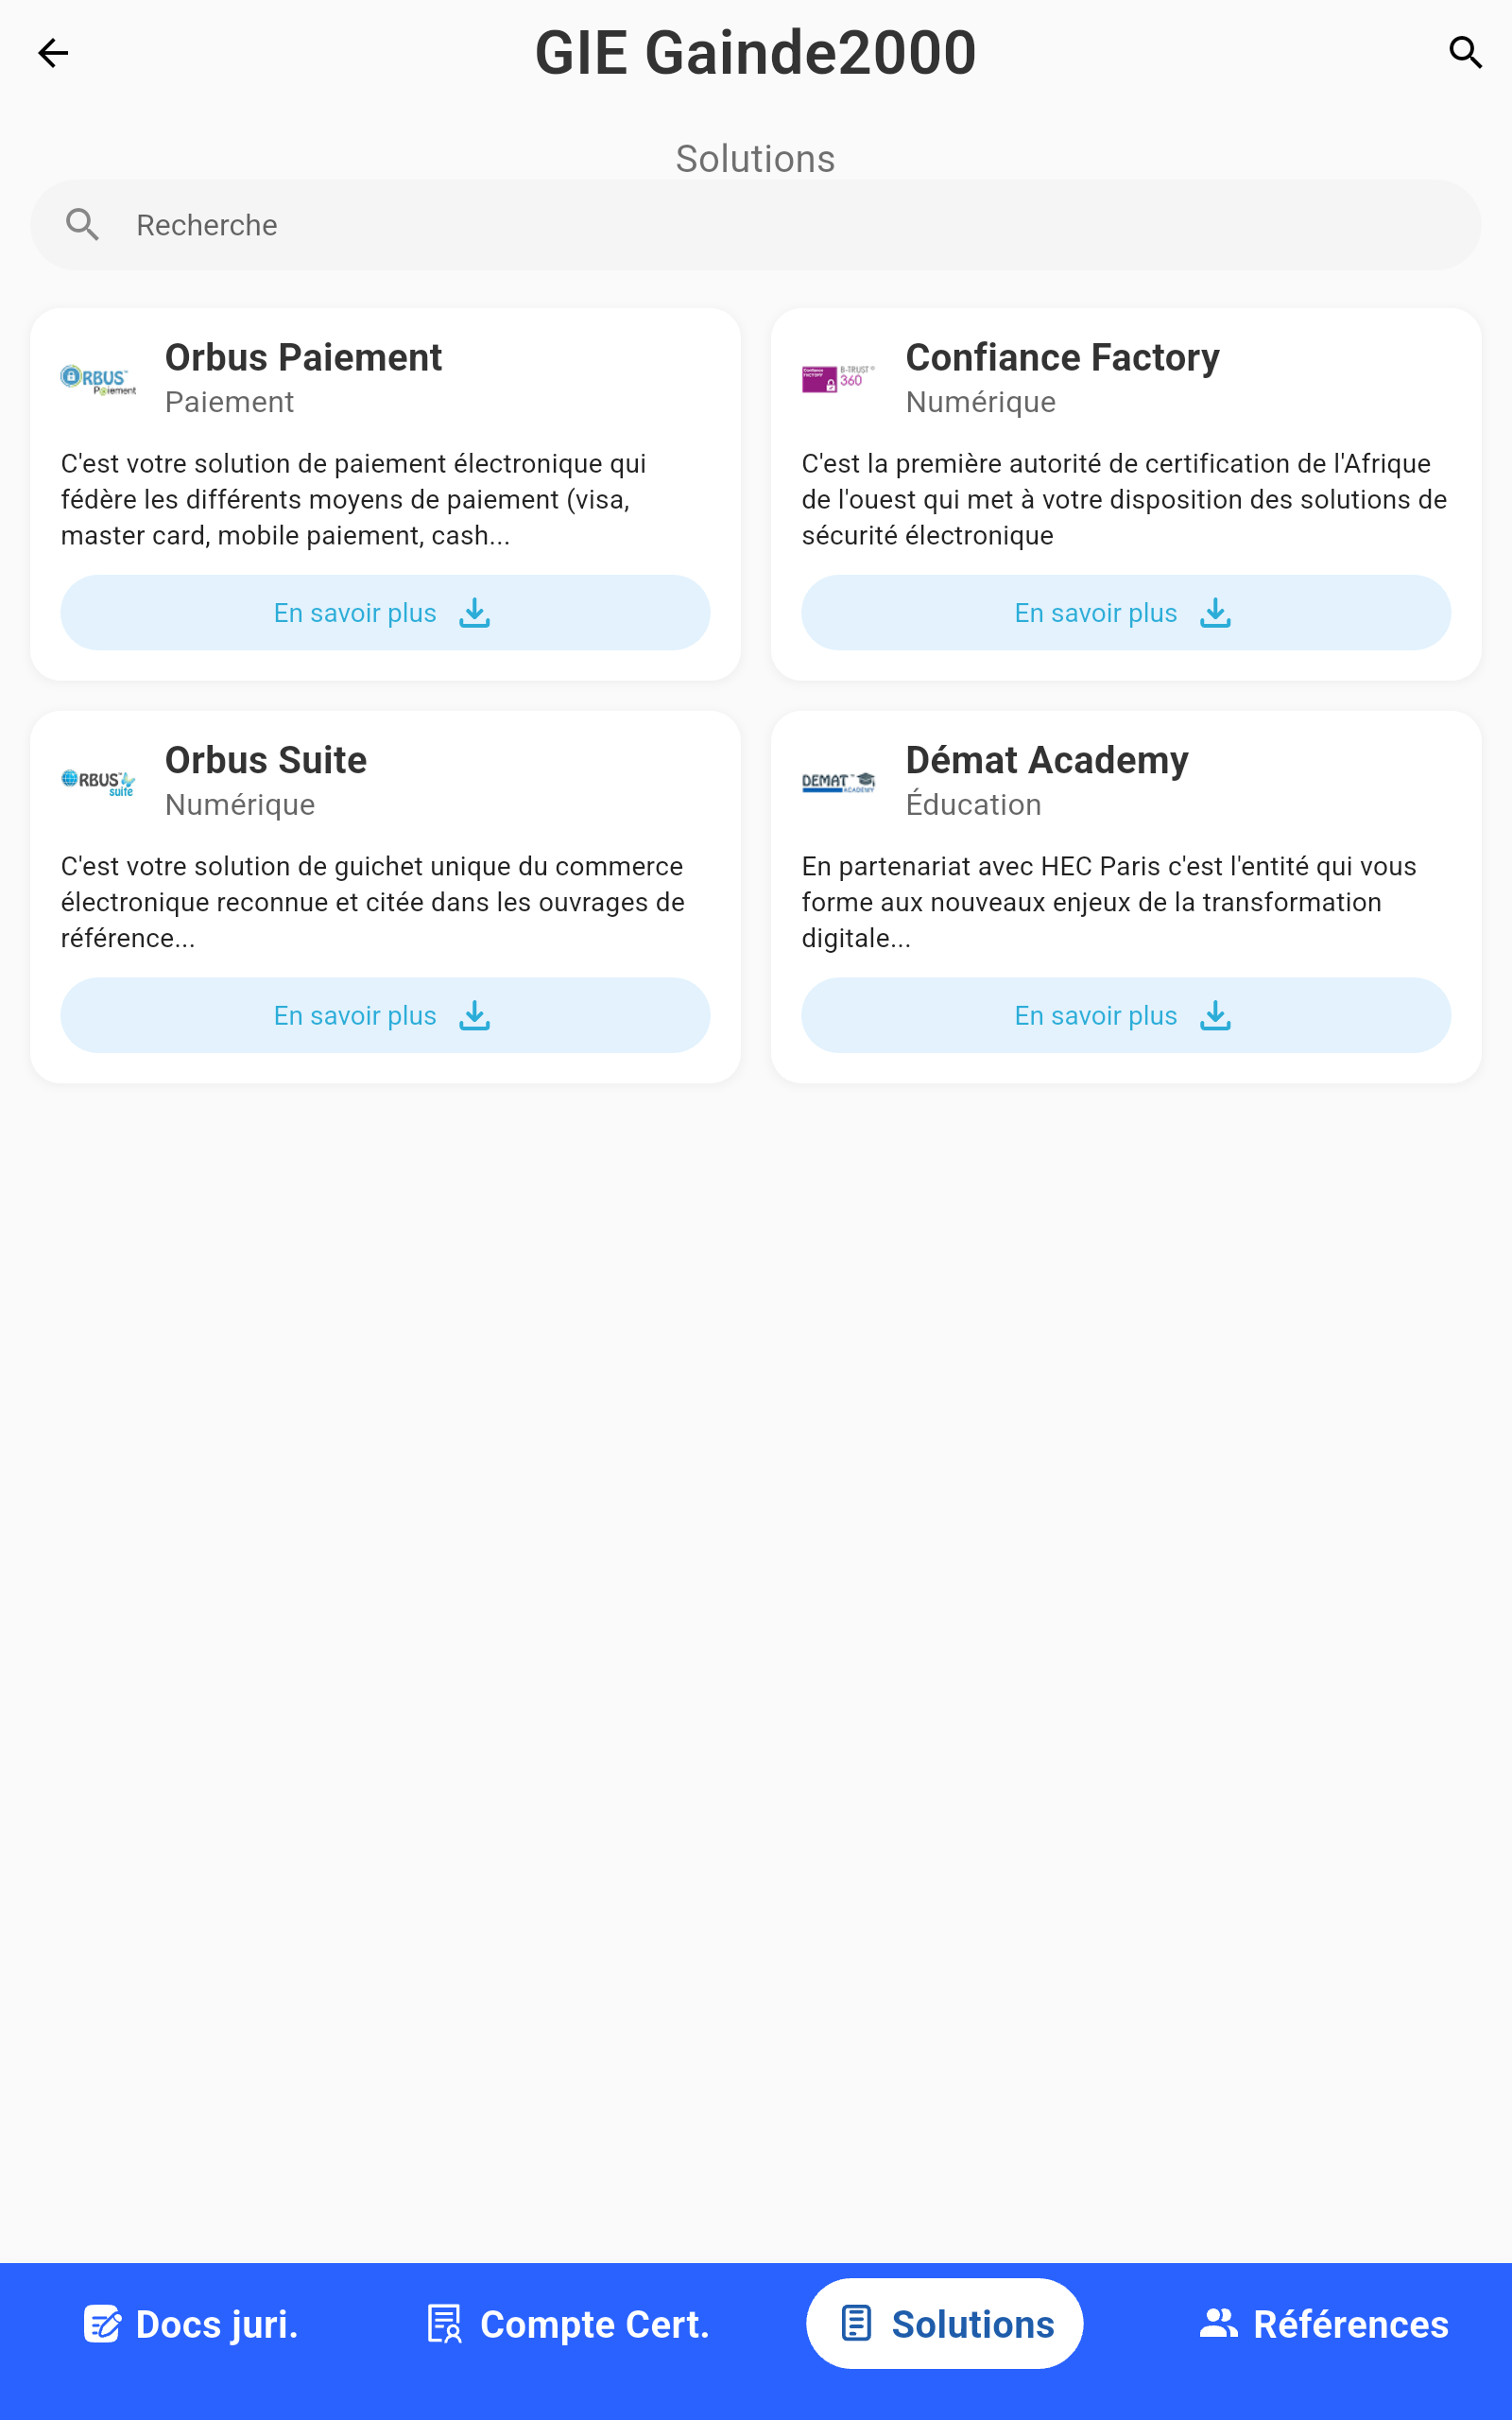 GIE Gainde2000
Solutions
Recherche
ORBUS™
Paiement
Orbus Paiement
Paiement
C'est votre solution de paiement électronique qui
fédère les différents moyens de paiement (visa,
master card, mobile paiement, cash...
En savoir plus
Confiance
FACTORY
B-TRUST
360
Confiance Factory
Numérique
C'est la première autorité de certification de l'Afrique
de l'ouest qui met à votre disposition des solutions de
sécurité électronique
En savoir plus
ORBUS
suite
Orbus Suite
Numérique
C'est votre solution de guichet unique du commerce
électronique reconnue et citée dans les ouvrages de
référence...
En savoir plus
DEMAT
ACADEMY
Démat Academy
Éducation
En partenariat avec HEC Paris c'est l'entité qui vous
forme aux nouveaux enjeux de la transformation
digitale...
En savoir plus
Docs juri.
Compte Cert.
Solutions
Références